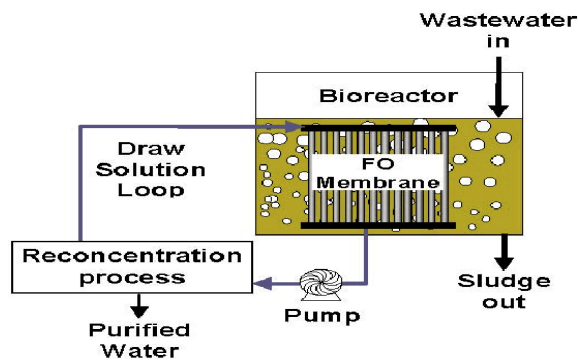 Wastewater
in
Bioreactor
Draw
Solution
Loop
FO
Membrane
Reconcentration
process
Pump
Sludge
out
Purified
Water